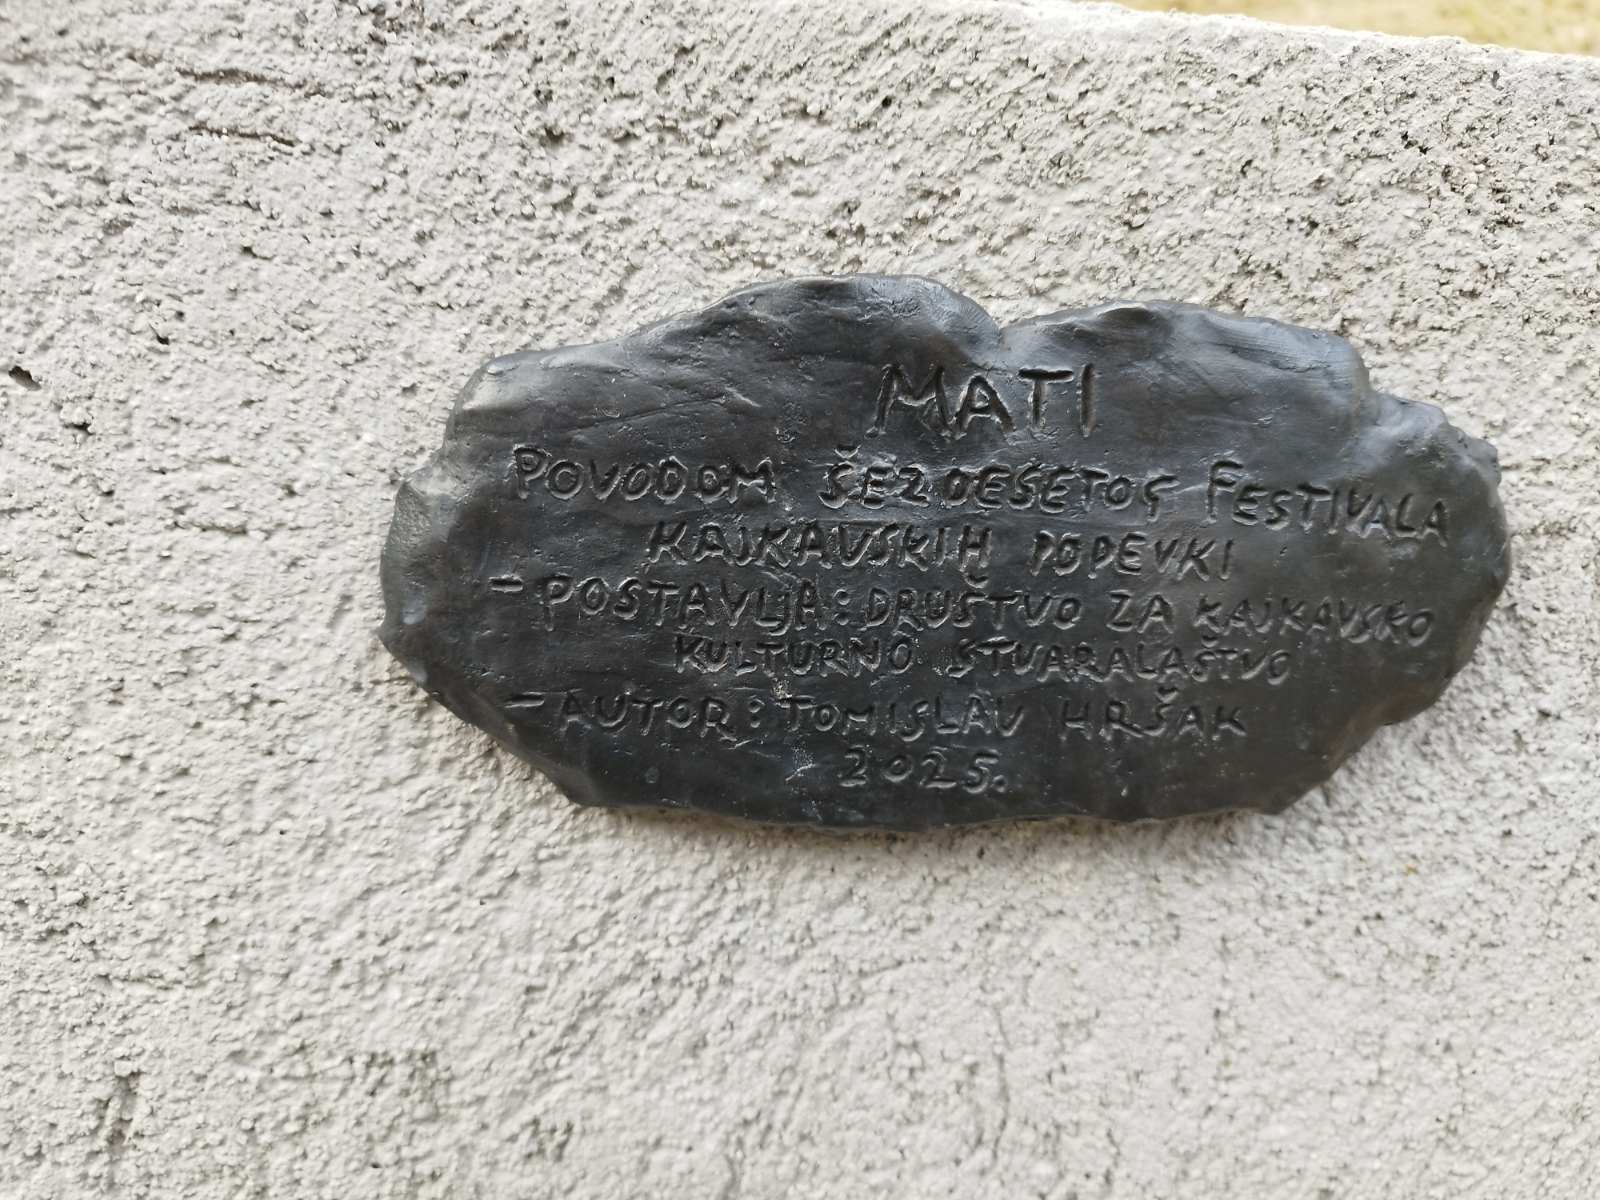 MATI
POVODOM ŠEZDESETOG FESTIVALA
KAJKAVSKIH POPEVKI
- POSTAVLJA: DRUŠTVO ZA KAJKAVSKO
KULTURNO STVARALAŠTVO
- AUTOR: TOMISLAV HRŠAK
2025.